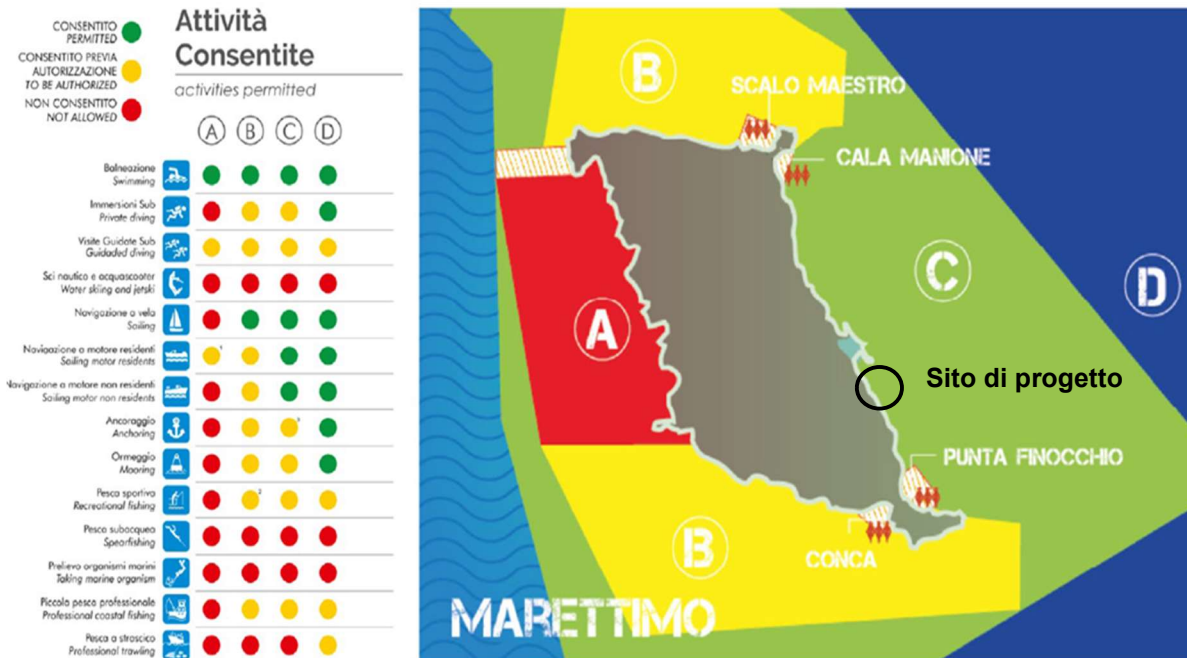 CONSENTITO
PERMITTED
CONSENTITO PREVIA
AUTORIZZAZIONE
TO BE AUTHORIZED
NON CONSENTITO
NOT ALLOWED
Attività
Consentite
activities permitted
A B C D
Balneazione
Swimming
Immersioni Sub
Private diving
Visite Guidate Sub
Guidaded diving
Sci nautico e acquascooter
Water skiing and jetski
Navigazione a vela
Sailing
Navigazione a motore residenti
Sailing motor residents
1
Navigazione a motore non residenti
Sailing motor non residents
Ancoraggio
Anchoring
Ormeggio
Mooring
Pesca sportiva
Recreational fishing
2
Pesca subacquea
Spearfishing
Prelievo organismi marini
Taking marine organism
Piccola pesca professionale
Professional coastal fishing
Pesca a strascico
Professional trawling
B
SCALO MAESTRO
CALA MANIONE
C
D
A
Sito di progetto
PUNTA FINOCCHIO
B
CONCA
MARETTIMO